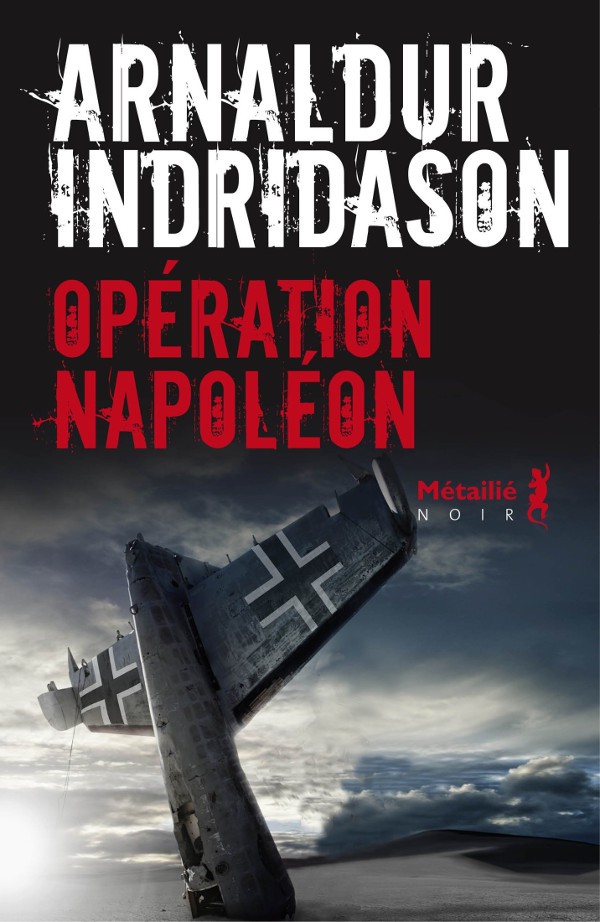 ARNALDUR
INDRIDASON
OPÉRATION
NAPOLÉON
Métailié
NOIR